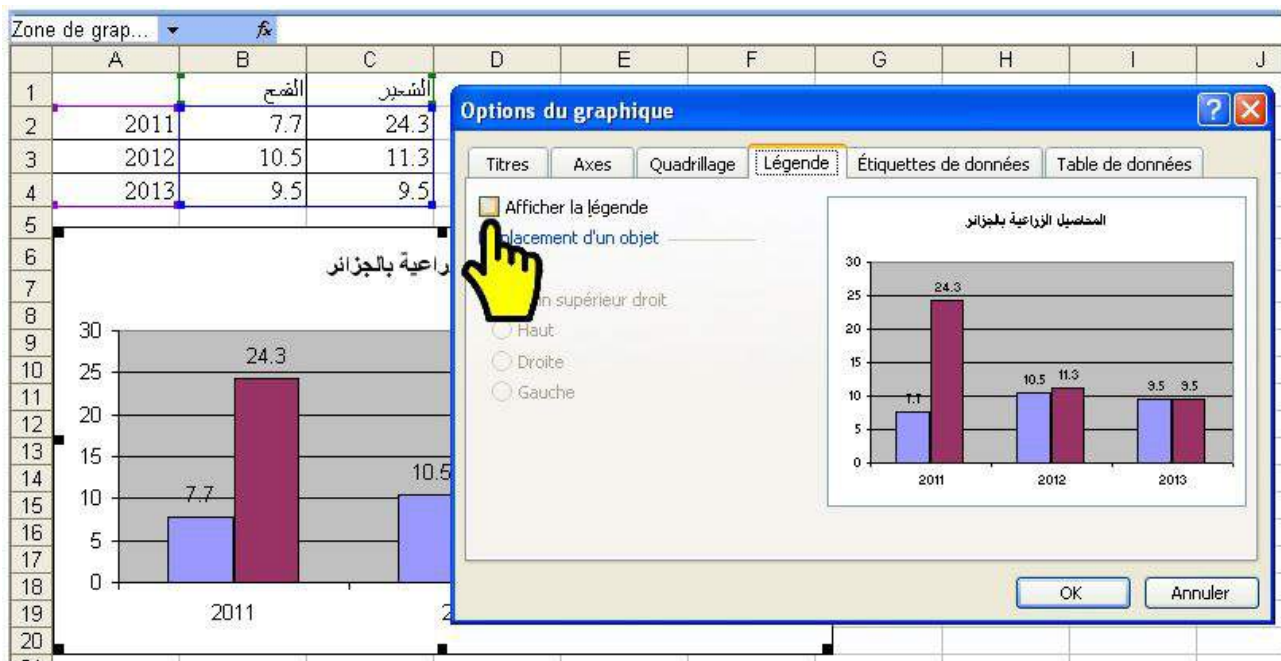 Zone de grap... fx
A B C D E F G H I J
1 القمح الشعير
2 2011 7.7 24.3
3 2012 10.5 11.3
4 2013 9.5 9.5
5
6
7
8
9
10
11
12
13
14
15
16
17
18
19
20
راعية بالجزائر
30
25
20
15
10
5
0
24.3
7.7
10.5
2011
2
Options du graphique
Titres Axes Quadrillage Légende Étiquettes de données Table de données
Afficher la légende
placement d'un objet
n supérieur droit
Haut
Droite
Gauche
المحاصيل الزراعية بالجزائر
30
25
20
15
10
5
0
7.7 24.3 10.5 11.3 9.5 9.5
2011 2012 2013
OK Annuler